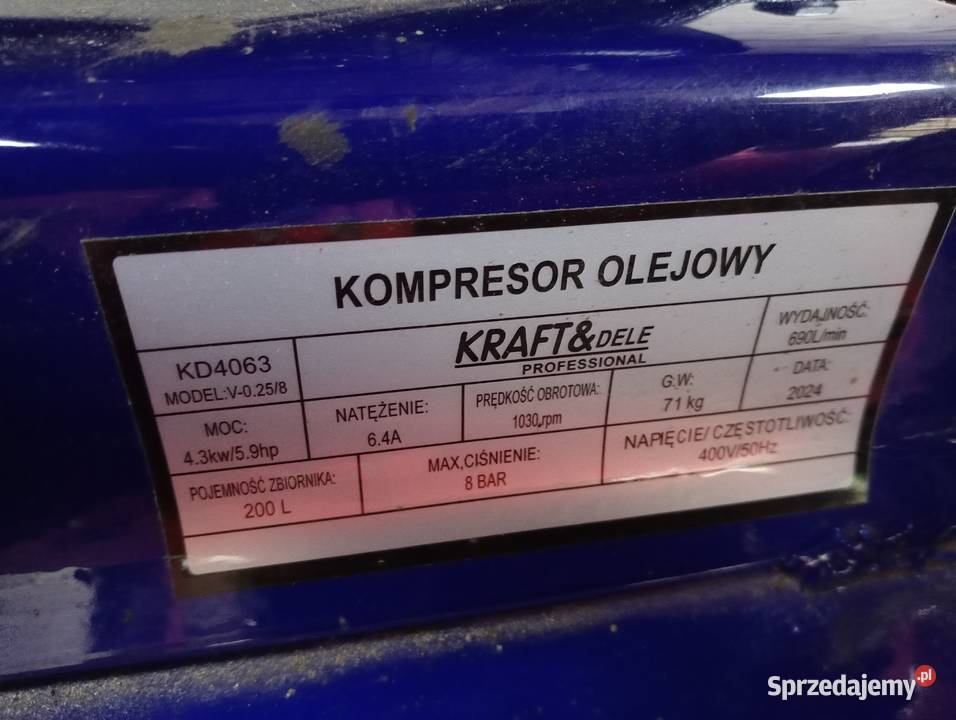 KOMPRESOR OLEJOWY
KD4063
MODEL:V-0.25/8
KRAFT&DELE
PROFESSIONAL
WYDAJNOŚĆ:
690L/min
MOC:
4.3kw/5.9hp
NATĘŻENIE:
6.4A
PRĘDKOŚĆ OBROTOWA:
1030.rpm
G.W:
71 kg
DATA:
2024
POJEMNOŚĆ ZBIORNIKA:
200 L
MAX,CIŚNIENIE:
8 BAR
NAPIĘCIE/CZĘSTOTLIWOŚĆ:
400V/50Hz
Sprzedajemy.pl